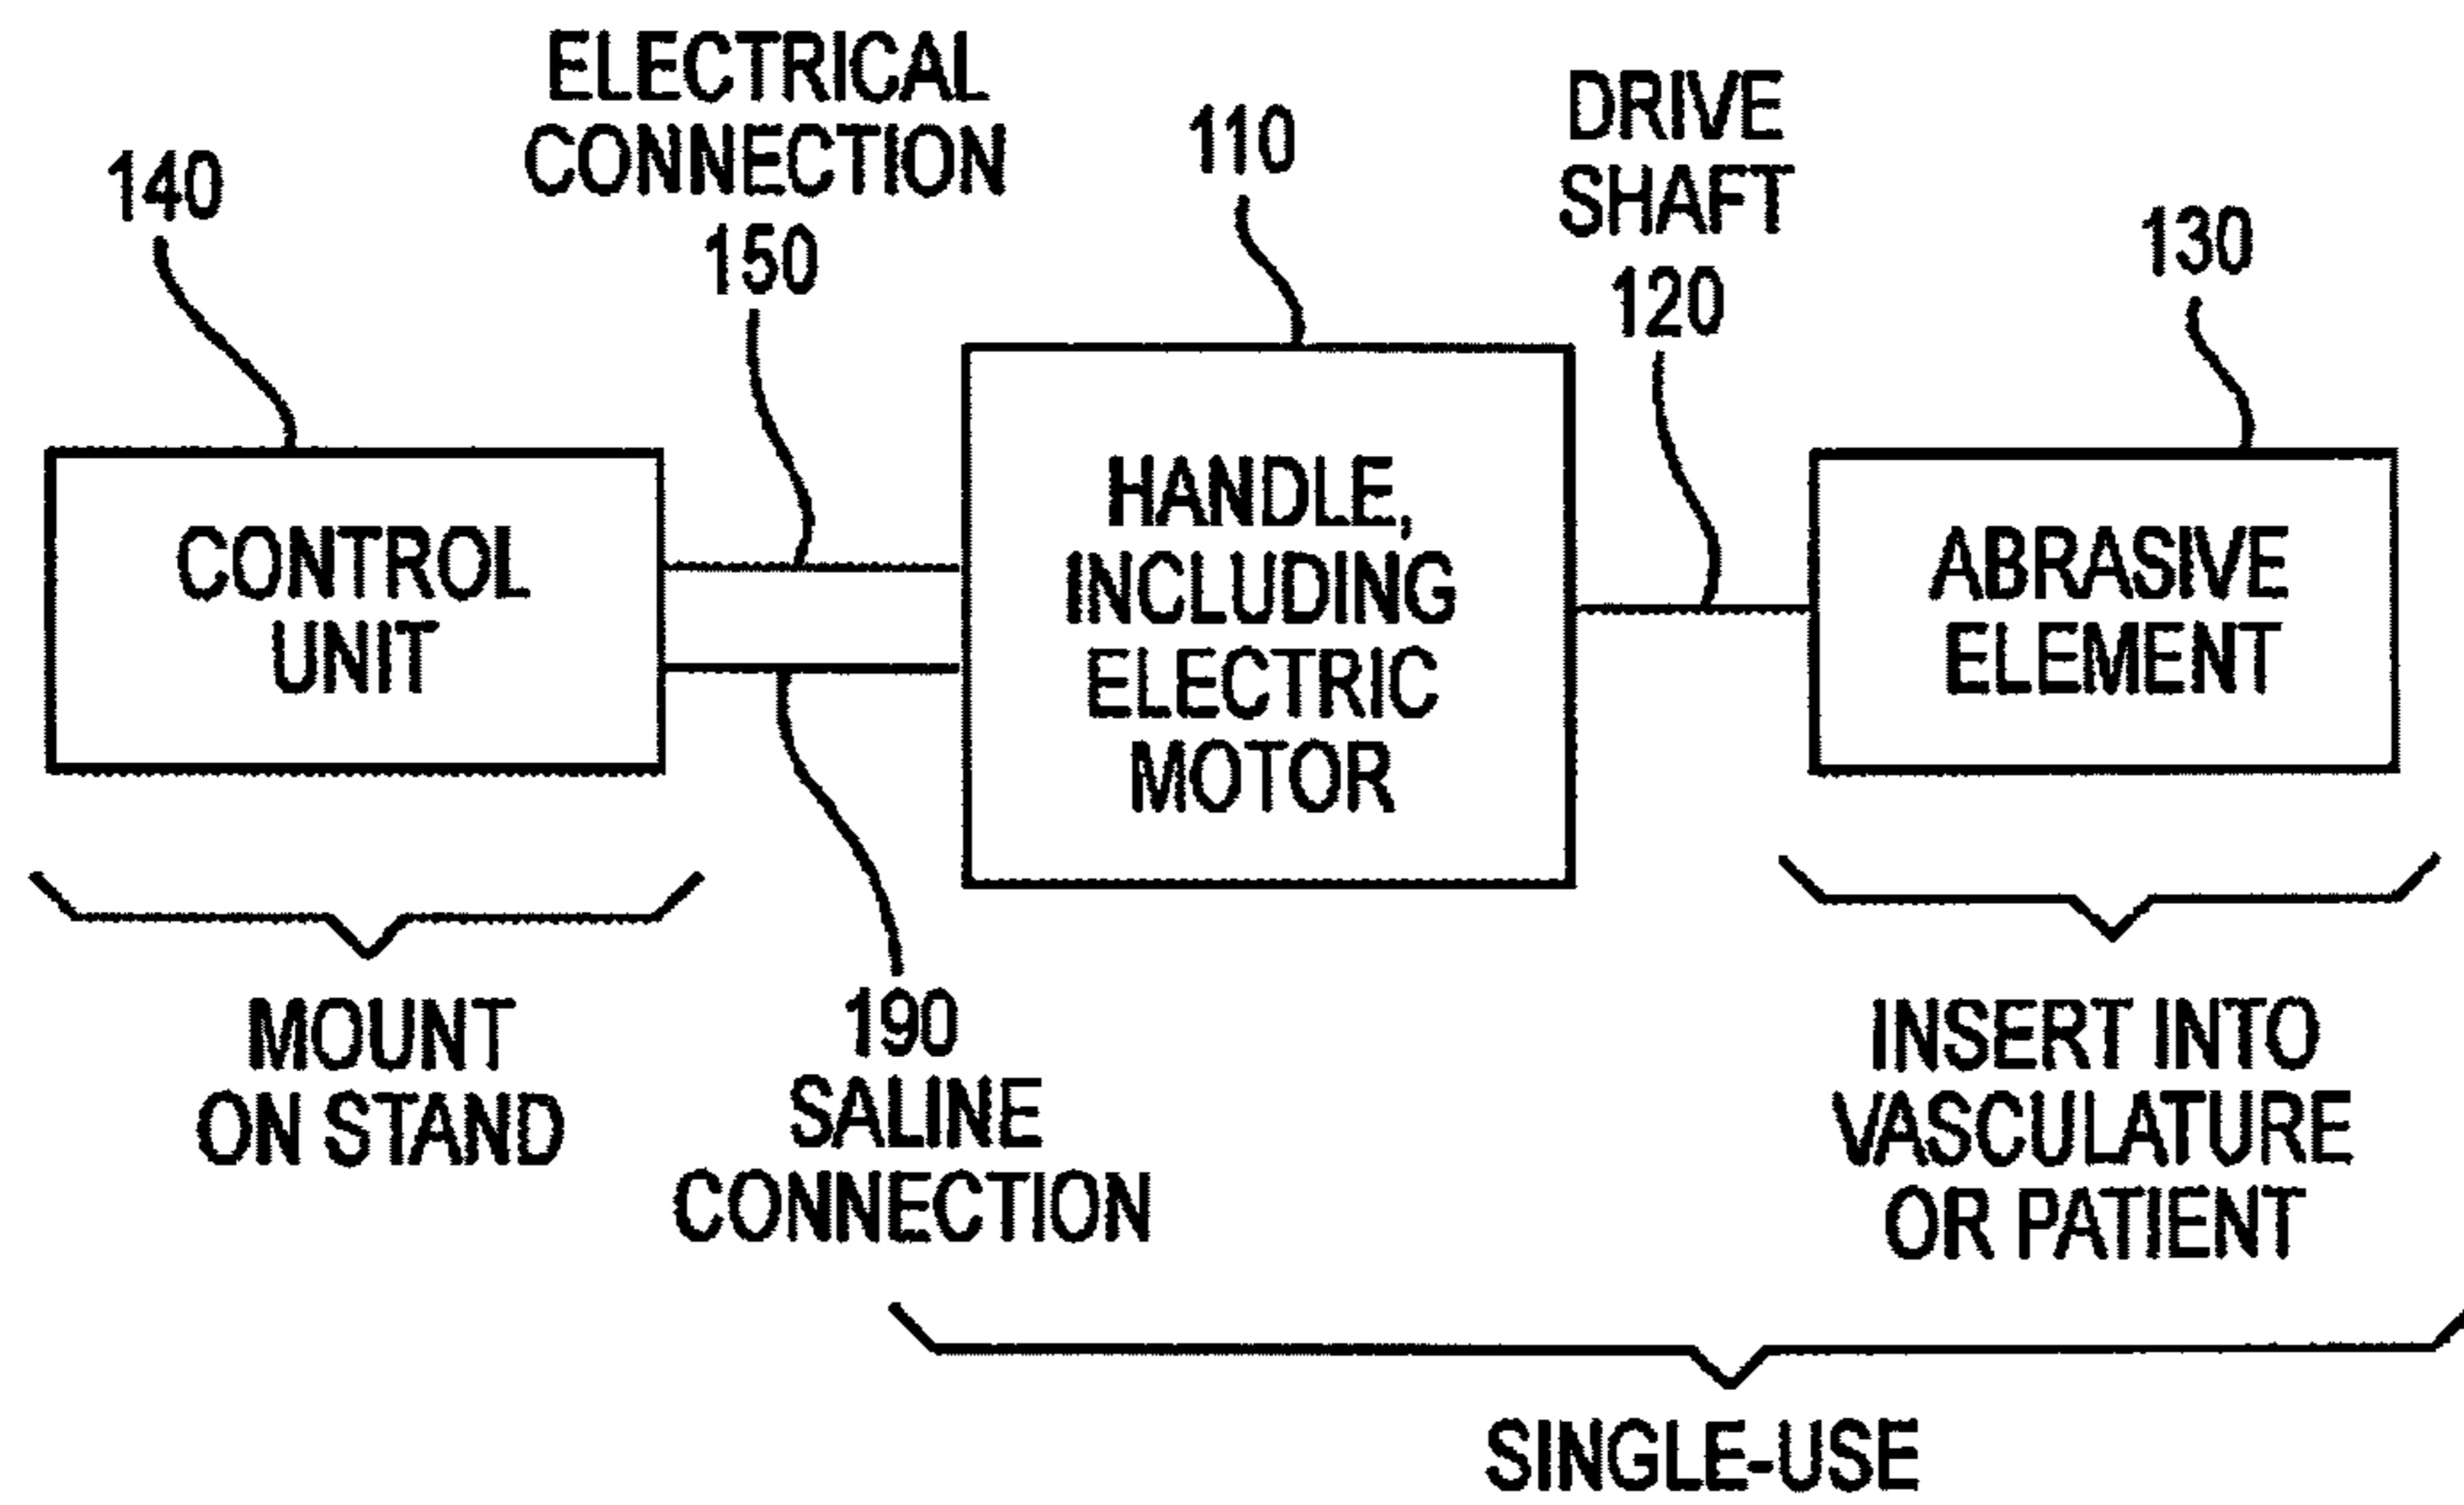 140
ELECTRICAL
CONNECTION
150
110
DRIVE
SHAFT
120
130
CONTROL
UNIT
HANDLE,
INCLUDING
ELECTRIC
MOTOR
ABRASIVE
ELEMENT
MOUNT
ON STAND
190
SALINE
CONNECTION
INSERT INTO
VASCULATURE
OR PATIENT
SINGLE-USE